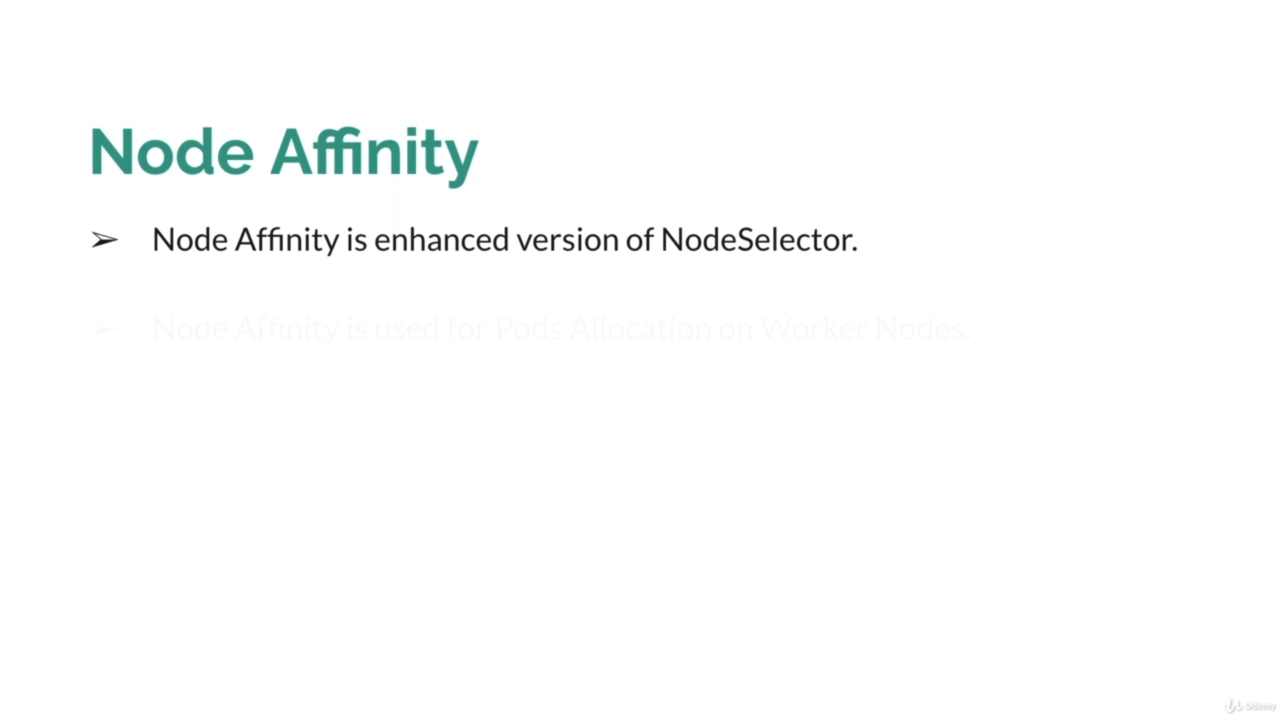 Node Affinity
➢ Node Affinity is enhanced version of NodeSelector.
➢ Node Affinity is used for Pods Allocation on Worker Nodes.
Udemy